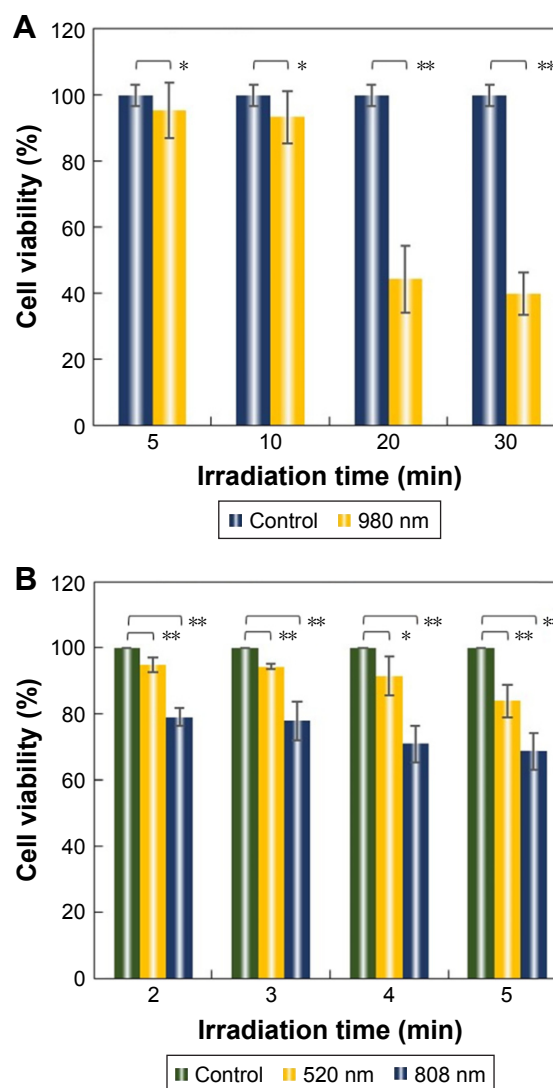 A
120
100
80
60
40
20
0
Cell viability (%)
* * ** **
5 10 20 30
Irradiation time (min)
Control 980 nm
B
120
100
80
60
40
20
0
Cell viability (%)
** ** ** **
** ** * **
2 3 4 5
Irradiation time (min)
Control 520 nm 808 nm